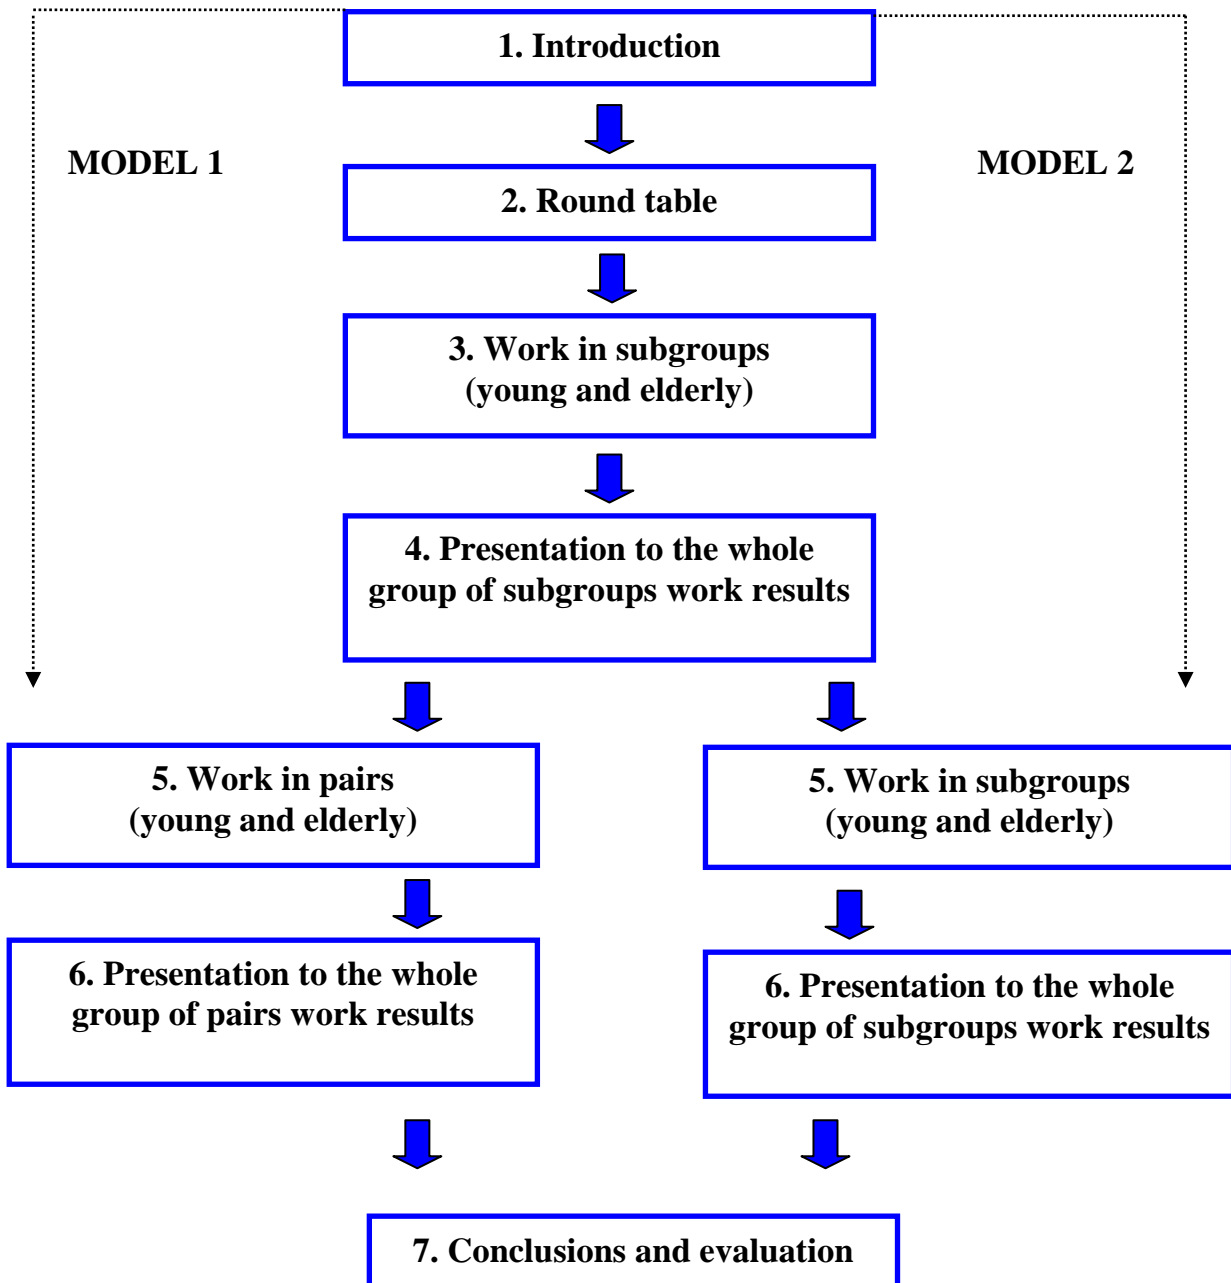 1. Introduction
MODEL 1
MODEL 2
2. Round table
3. Work in subgroups
(young and elderly)
4. Presentation to the whole
group of subgroups work results
5. Work in pairs
(young and elderly)
5. Work in subgroups
(young and elderly)
6. Presentation to the whole
group of pairs work results
6. Presentation to the whole
group of subgroups work results
7. Conclusions and evaluation